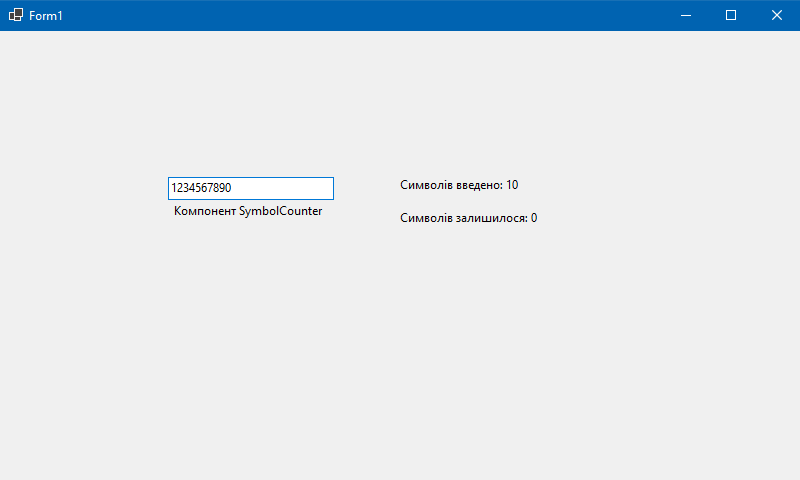 Form1
1234567890
Компонент SymbolCounter
Символів введено: 10
Символів залишилося: 0